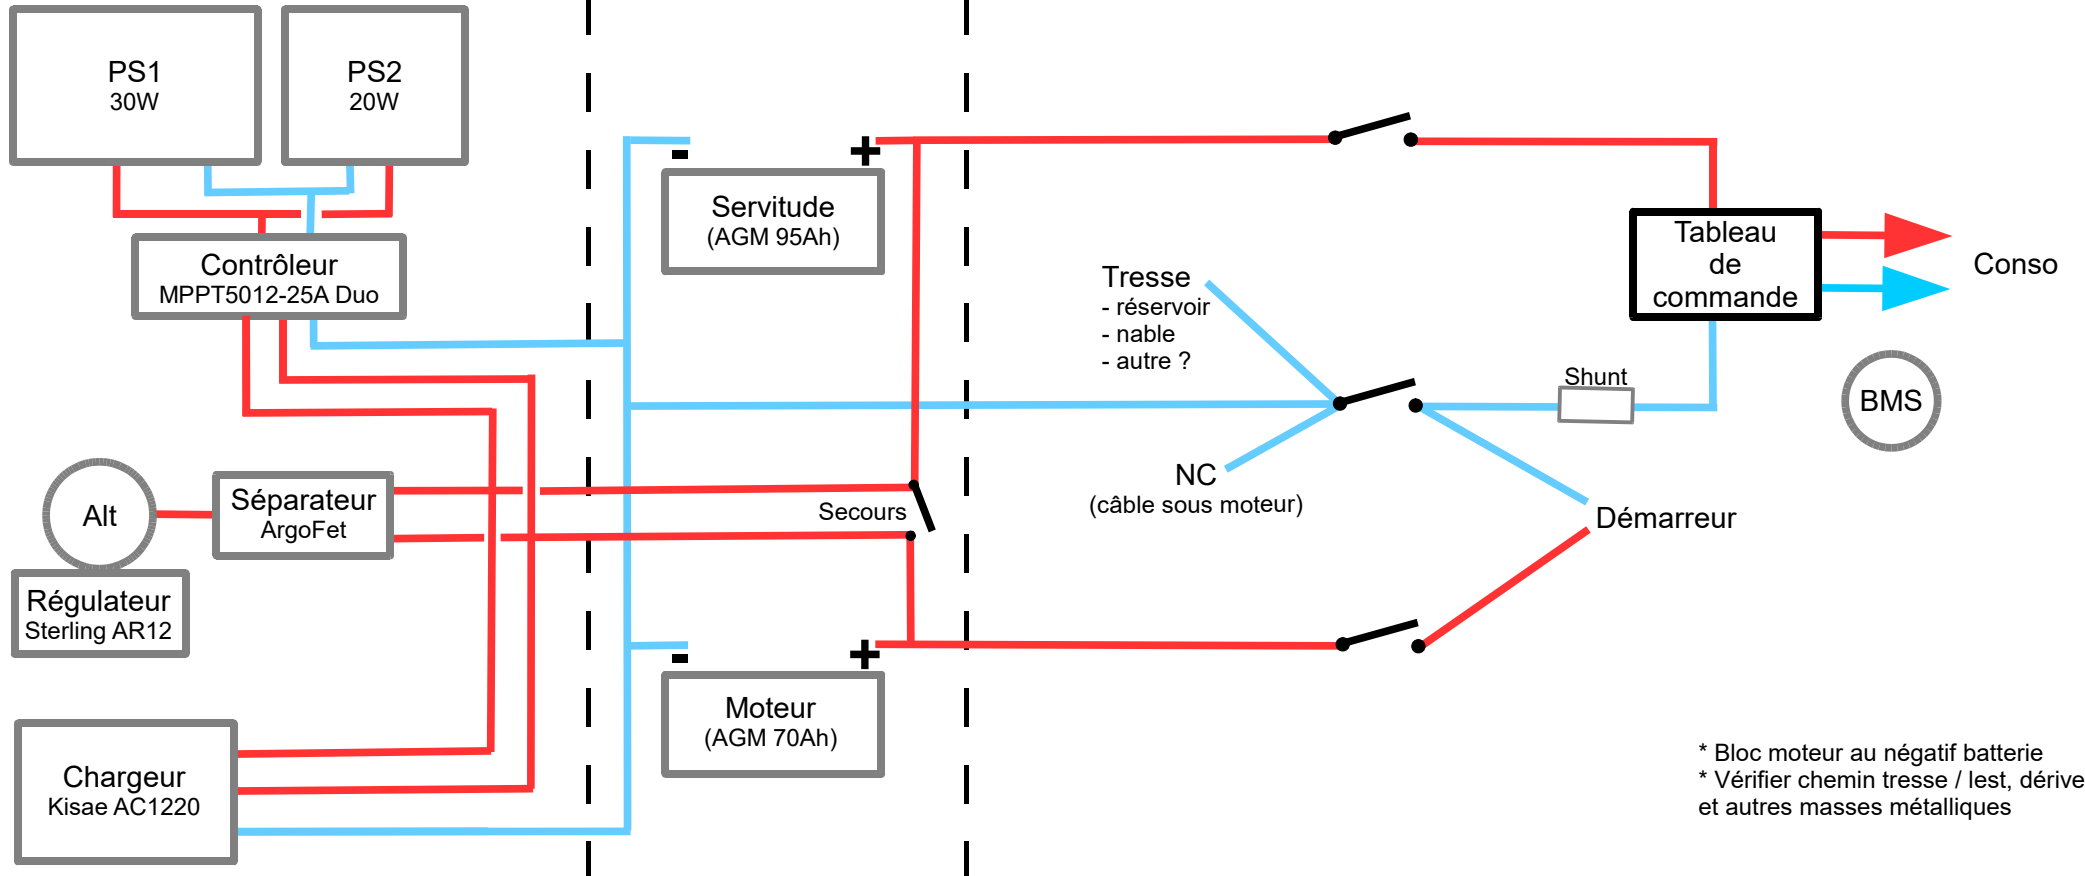 PS1
30W
PS2
20W
Contrôleur
MPPT5012-25A Duo
Alt
Séparateur
ArgoFet
Régulateur
Sterling AR12
Chargeur
Kisae AC1220
-
+
Servitude
(AGM 95Ah)
Secours
-
+
Moteur
(AGM 70Ah)
Tresse
- réservoir
- nable
- autre ?
NC
(câble sous moteur)
Shunt
Démarreur
Tableau
de
commande
Conso
BMS
* Bloc moteur au négatif batterie
* Vérifier chemin tresse / lest, dérive
et autres masses métalliques